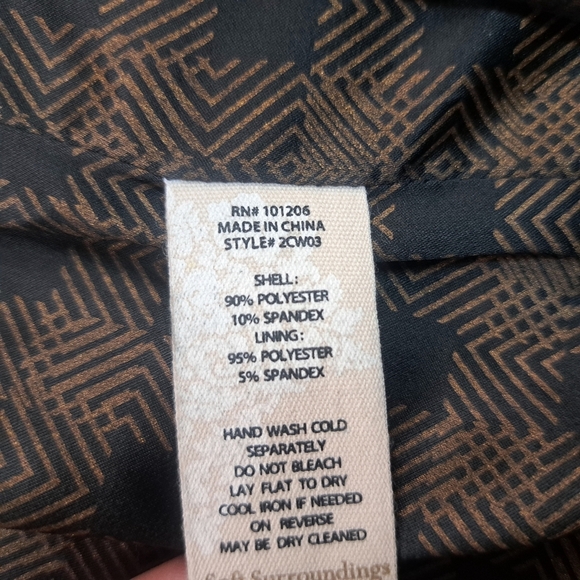 RN# 101206
MADE IN CHINA
STYLE# 2CW03
SHELL:
90% POLYESTER
10% SPANDEX
LINING:
95% POLYESTER
5% SPANDEX
HAND WASH COLD
SEPARATELY
DO NOT BLEACH
LAY FLAT TO DRY
COOL IRON IF NEEDED
ON REVERSE
MAY BE DRY CLEANED
Soft Surroundings